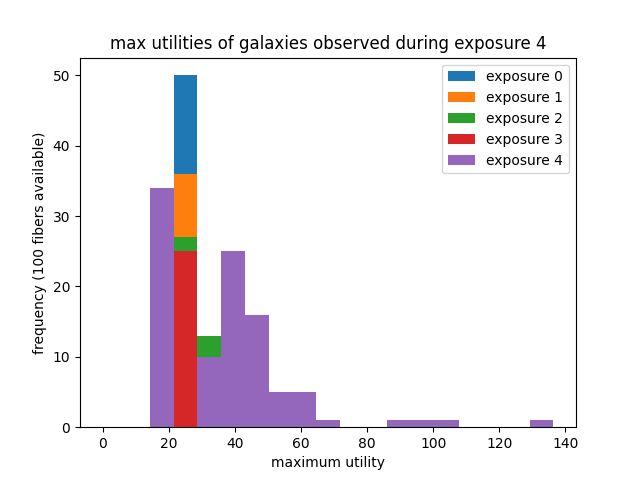 max utilities of galaxies observed during exposure 4
exposure 0
exposure 1
exposure 2
exposure 3
exposure 4
frequency (100 fibers available)
50
40
30
20
10
0
0 20 40 60 80 100 120 140
maximum utility